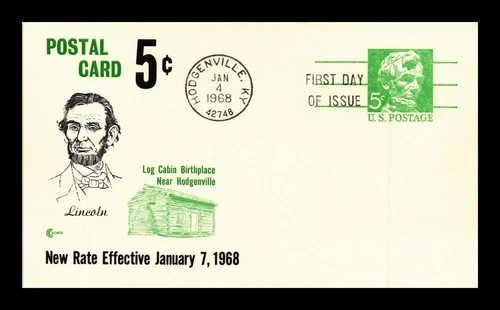 POSTAL
CARD 5¢
HODGENVILLE, KY
JAN
4
1968
42748
FIRST DAY
OF ISSUE
5¢
U.S. POSTAGE
Log Cabin Birthplace
Near Hodgenville
Lincoln
New Rate Effective January 7, 1968